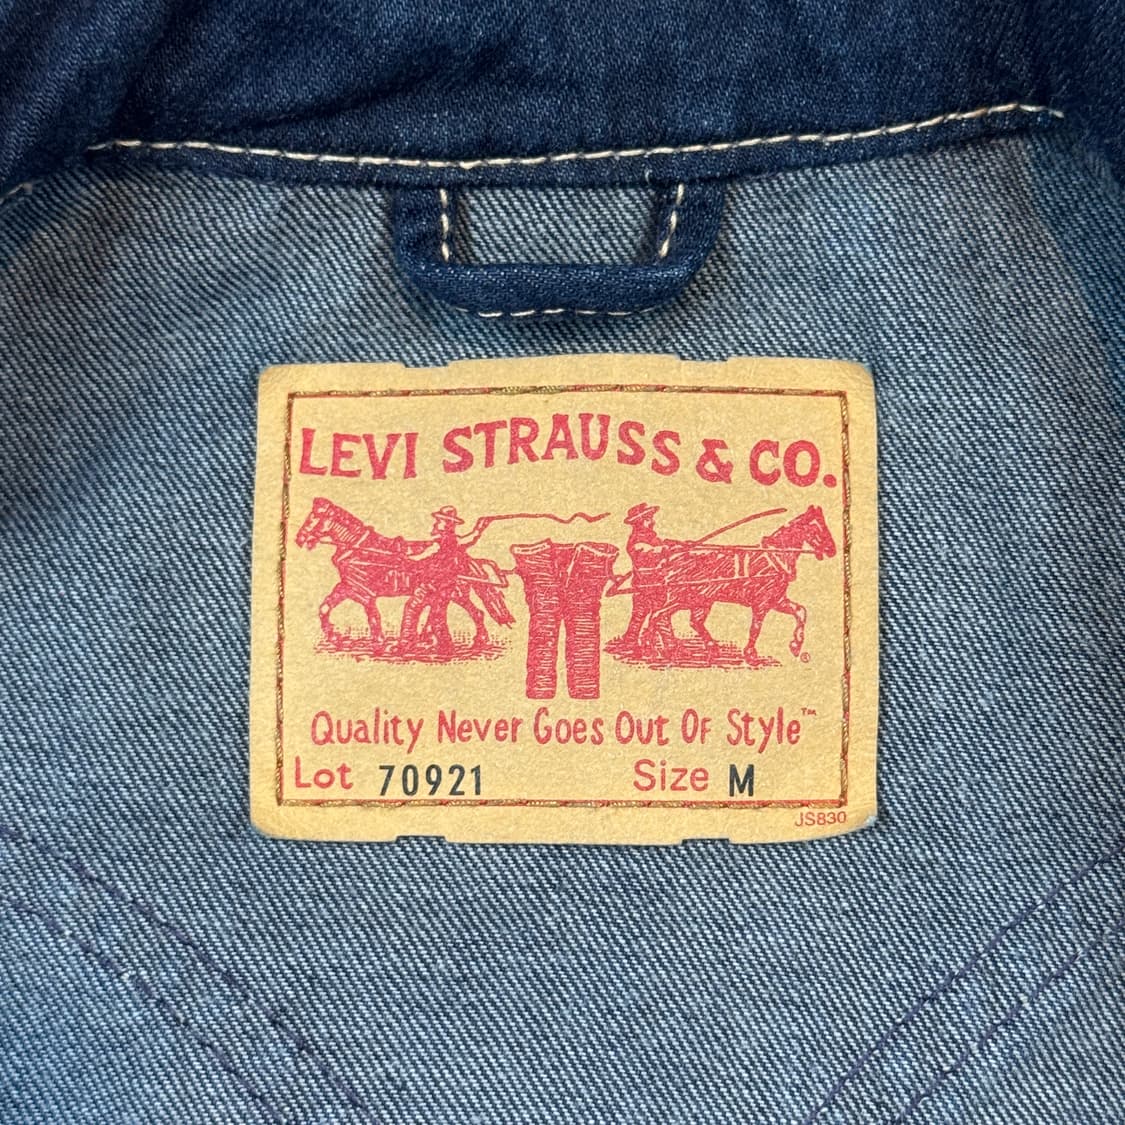 LEVI STRAUSS & CO.
®
Quality Never Goes Out Of Style™
Lot 70921 Size M
JS830